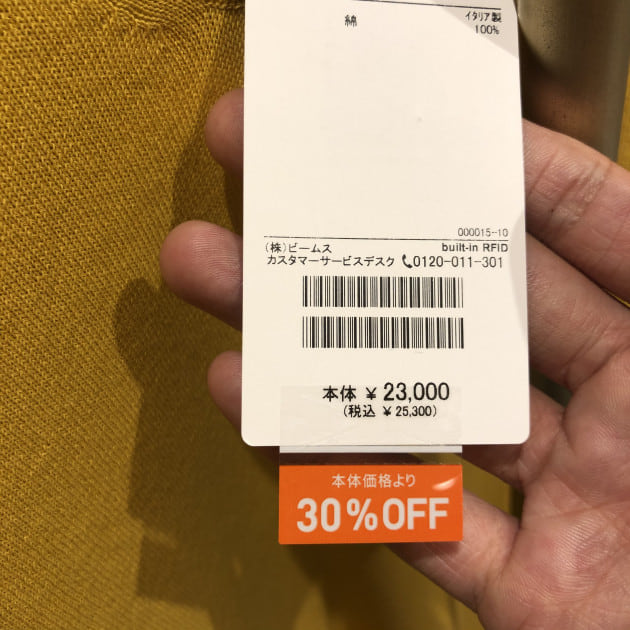 イタリア製
綿 100%
000015-10
(株)ビームス built-in RFID
カスタマーサービスデスク 0120-011-301
本体 ¥ 23,000
(税込 ¥ 25,300)
本体価格より
30%OFF